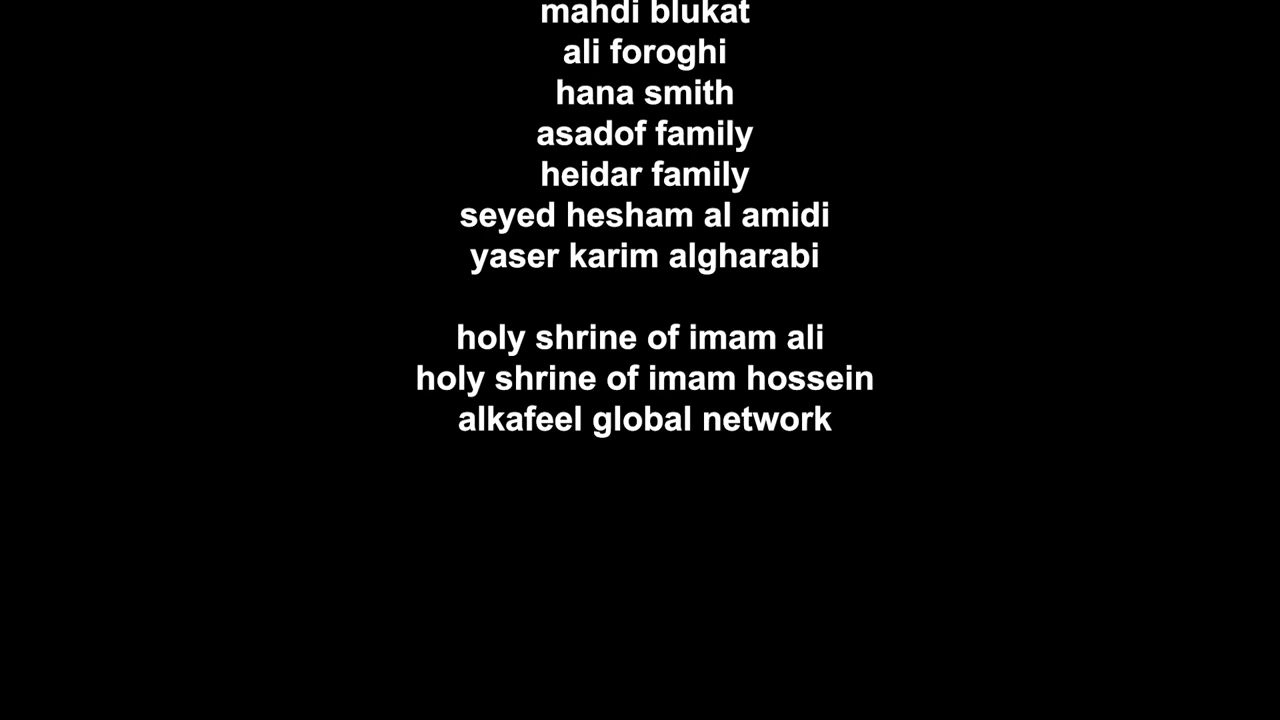 mahdi blukat
ali foroghi
hana smith
asadof family
heidar family
seyed hesham al amidi
yaser karim algharabi
holy shrine of imam ali
holy shrine of imam hossein
alkafeel global network